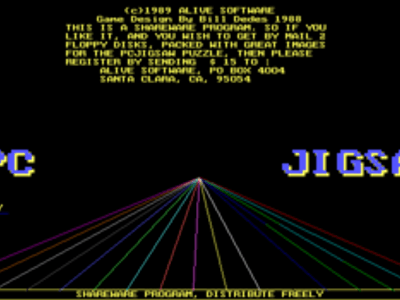 (c)1989 ALIVE SOFTWARE
Game Design By Bill Dedes 1988
THIS IS A SHAREWARE PROGRAM, SO IF YOU
LIKE IT, AND YOU WISH TO GET BY MAIL 2
FLOPPY DISKS, PACKED WITH GREAT IMAGES
FOR THE PCJIGSAW PUZZLE, THEN PLEASE
REGISTER BY SENDING $ 15 TO :
ALIVE SOFTWARE, PO BOX 4004
SANTA CLARA, CA, 95054
PC JIGSA
SHAREWARE PROGRAM, DISTRIBUTE FREELY